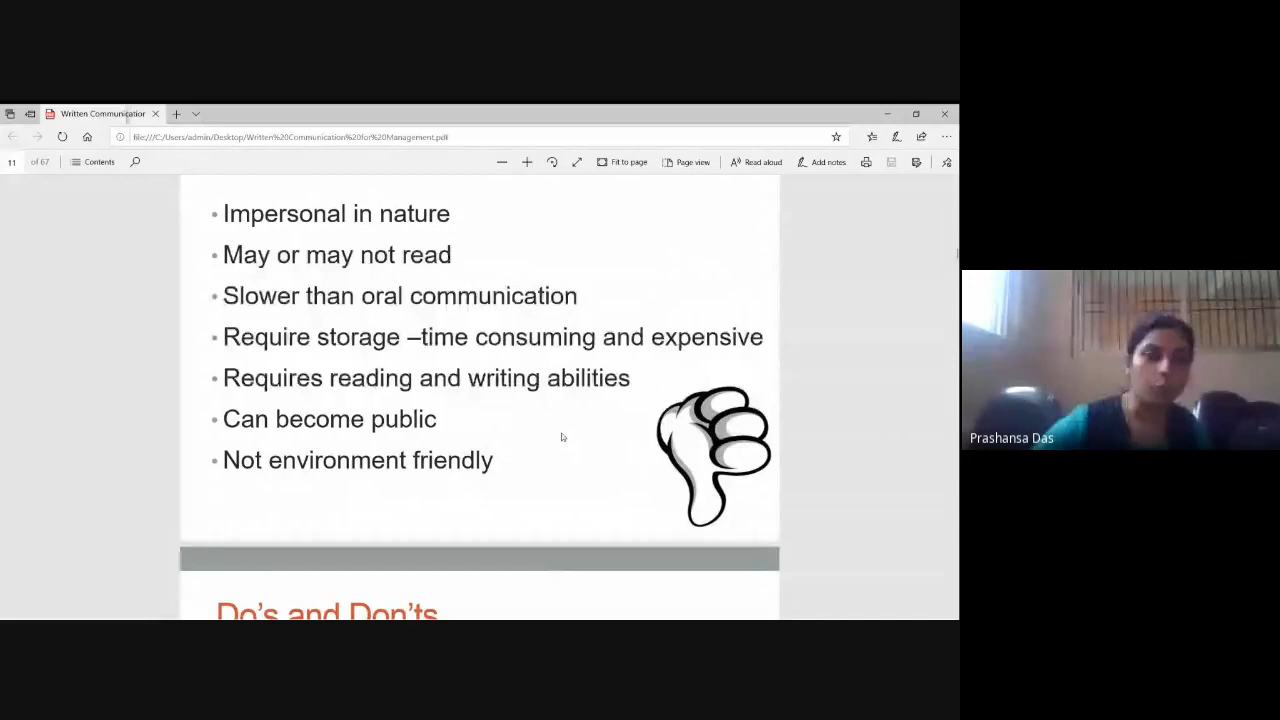 Written Communication
file:///C:/Users/admin/Desktop/Written%20Communication%20for%20Management.pdf
11 of 67 Contents Fit to page Page view Read aloud Add notes
• Impersonal in nature
• May or may not read
• Slower than oral communication
• Require storage –time consuming and expensive
• Requires reading and writing abilities
• Can become public
• Not environment friendly
Do's and Don'ts
Prashansa Das